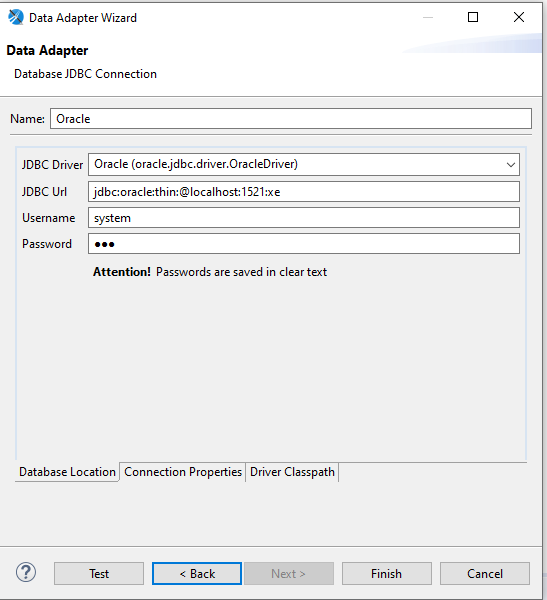 Data Adapter Wizard
Data Adapter
Database JDBC Connection
Name: Oracle
JDBC Driver Oracle (oracle.jdbc.driver.OracleDriver)
JDBC Url jdbc:oracle:thin:@localhost:1521:xe
Username system
Password ●●●
Attention! Passwords are saved in clear text
Database Location Connection Properties Driver Classpath
? Test < Back Next > Finish Cancel